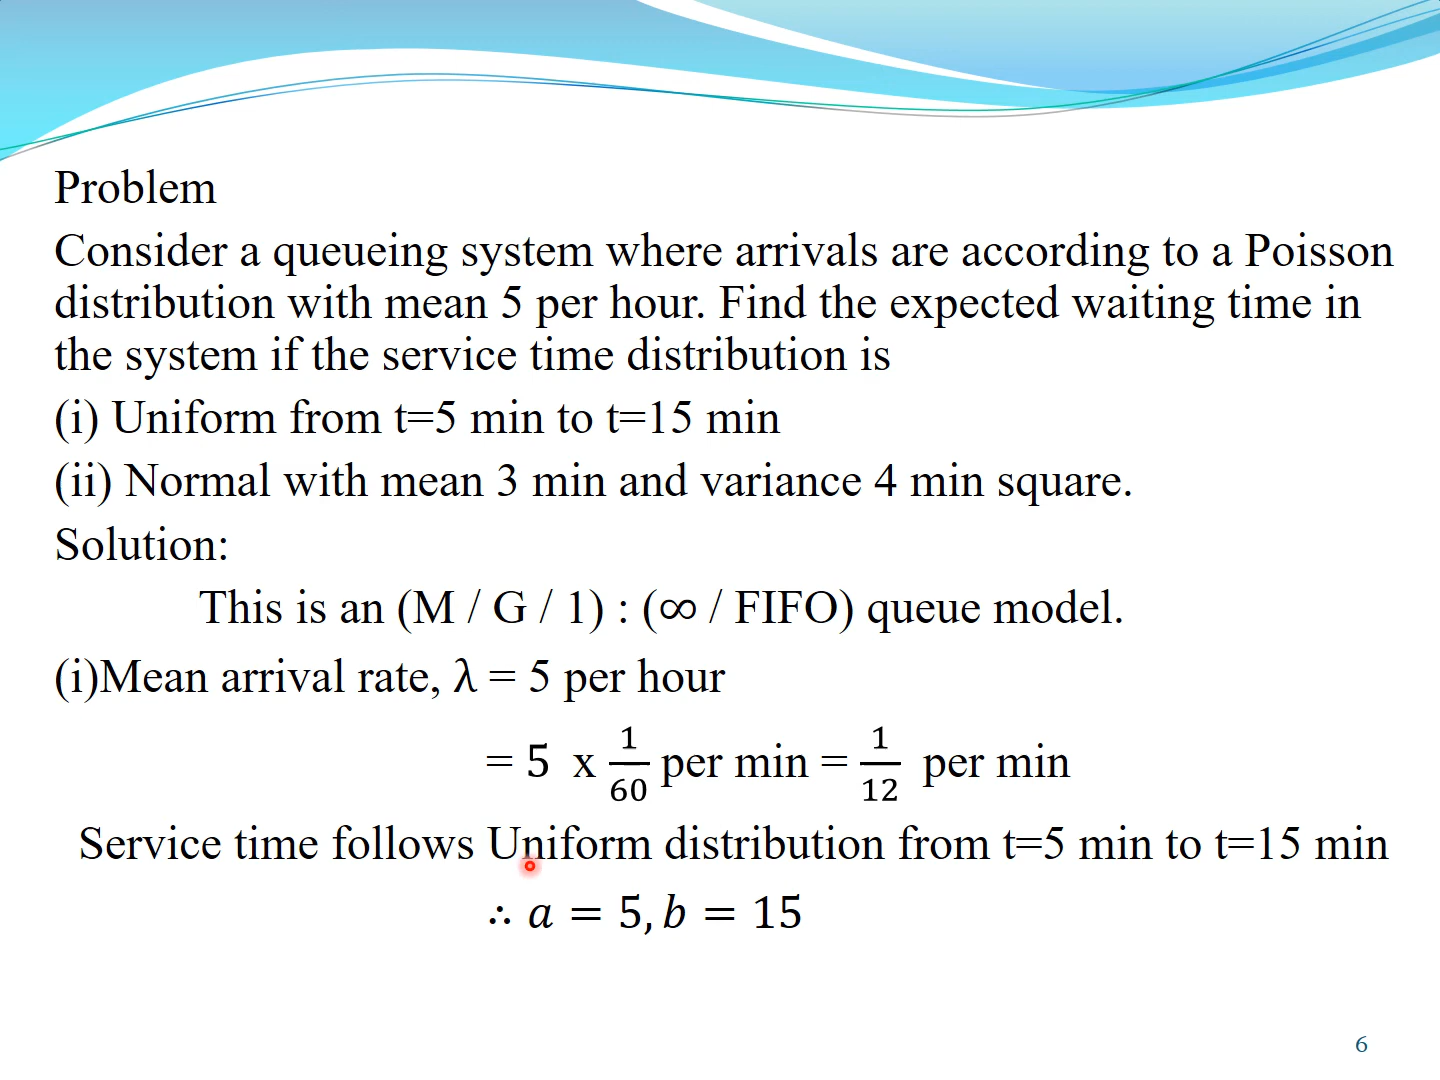 Problem
Consider a queueing system where arrivals are according to a Poisson
distribution with mean 5 per hour. Find the expected waiting time in
the system if the service time distribution is
(i) Uniform from t=5 min to t=15 min
(ii) Normal with mean 3 min and variance 4 min square.
Solution:
This is an (M / G / 1) : (∞ / FIFO) queue model.
(i)Mean arrival rate, λ = 5 per hour
= 5 x 1/60 per min = 1/12 per min
Service time follows Uniform distribution from t=5 min to t=15 min
∴ a = 5, b = 15
6